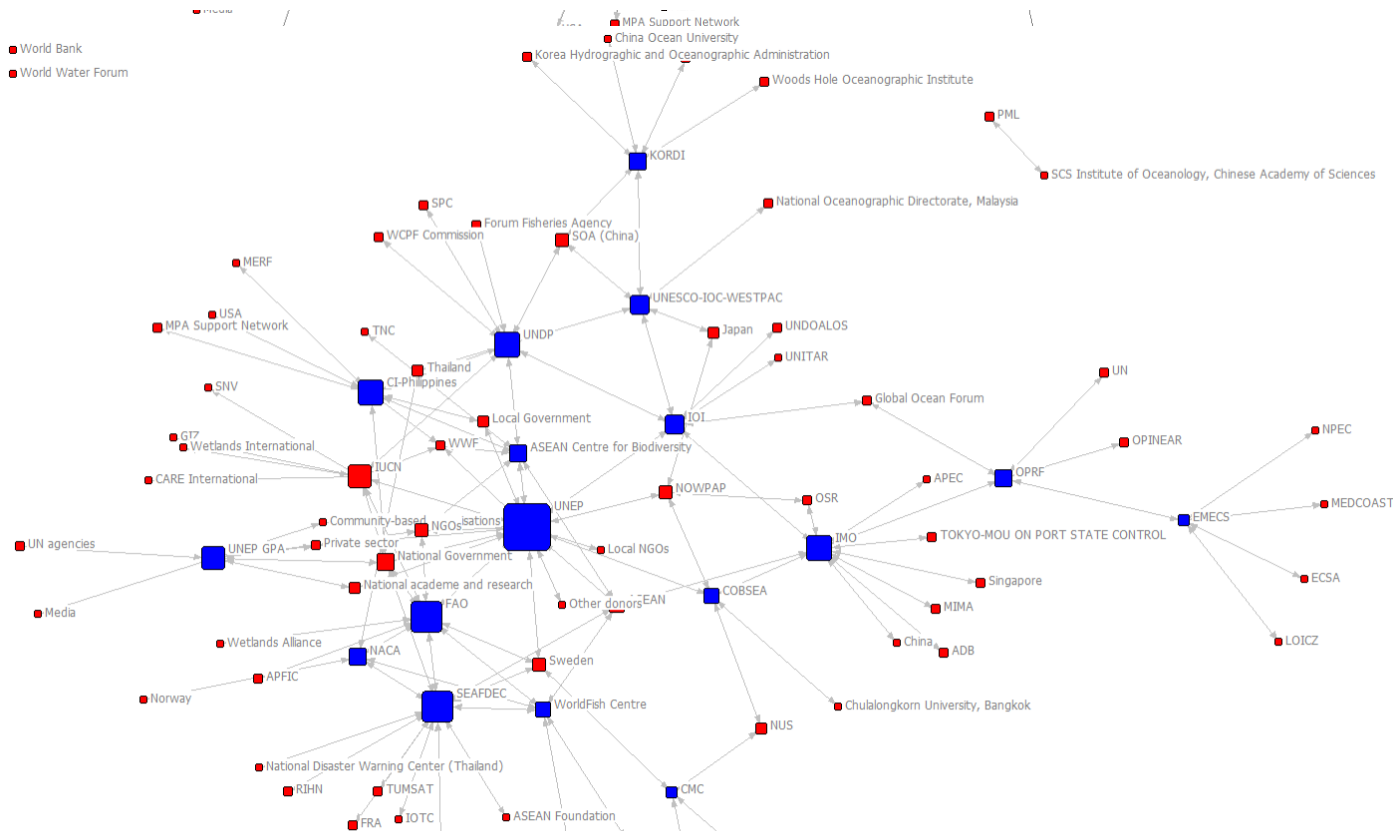 Media
MPA Support Network
China Ocean University
World Bank
Korea Hydrograghic and Oceanographic Administration
World Water Forum
Woods Hole Oceanographic Institute
PML
KORDI
SCS Institute of Oceanology, Chinese Academy of Sciences
SPC
National Oceanographic Directorate, Malaysia
Forum Fisheries Agency
WCPF Commission
SOA (China)
MERF
UNESCO-IOC-WESTPAC
USA
MPA Support Network
TNC
UNDP
Japan
UNDOALOS
UNITAR
Thailand
UN
CI-Philippines
SNV
Global Ocean Forum
Local Government
IOI
NPEC
GTZ
Wetlands International
WWF
ASEAN Centre for Biodiversity
OPINEAR
IUCN
OPRF
CARE International
APEC
NOWPAP
OSR
MEDCOAST
UNEP
EMECS
Community-based
isations
NGOs
TOKYO-MOU ON PORT STATE CONTROL
IMO
UN agencies
Private sector
UNEP GPA
National Government
Local NGOs
ECSA
Singapore
National academe and research
COBSEA
FAO
Other donors
SEAN
MIMA
Media
Wetlands Alliance
China
LOICZ
ADB
NACA
Sweden
APFIC
Norway
SEAFDEC
WorldFish Centre
Chulalongkorn University, Bangkok
NUS
National Disaster Warning Center (Thailand)
RIHN
TUMSAT
CMC
FRA
IOTC
ASEAN Foundation